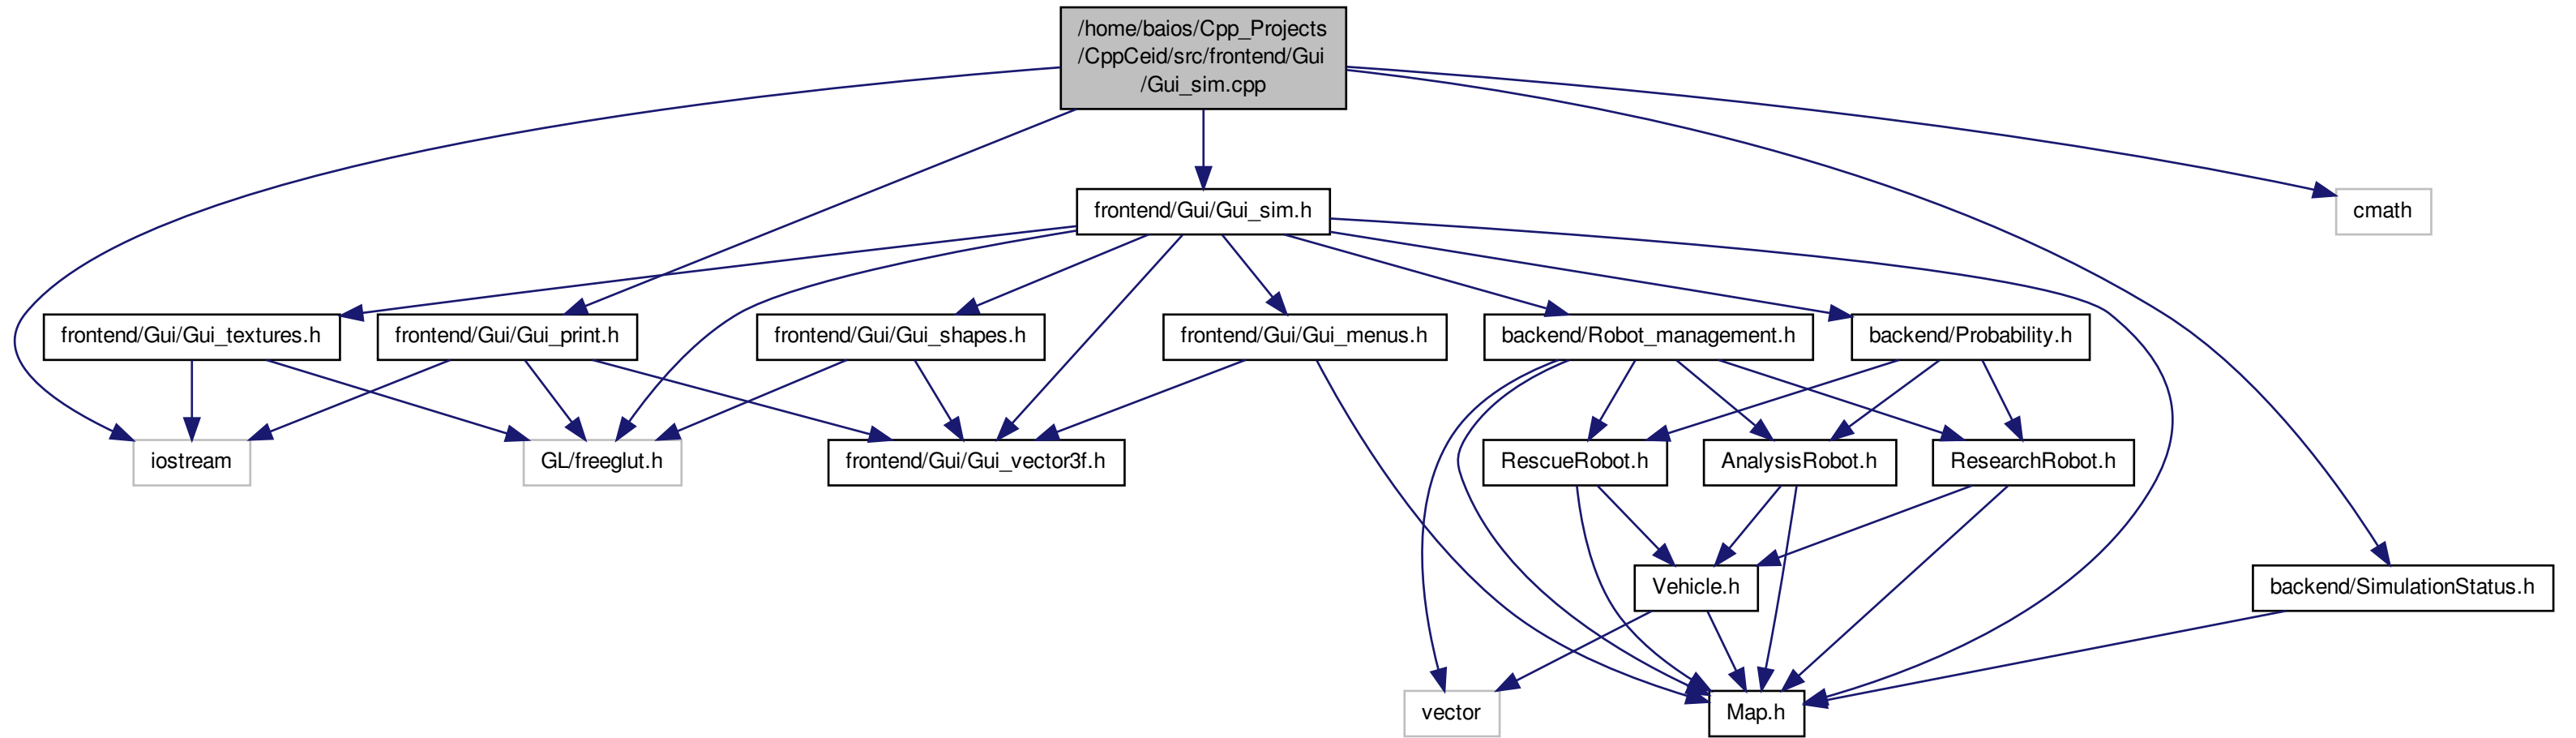 /home/baios/Cpp_Projects
/CppCeid/src/frontend/Gui
/Gui_sim.cpp
frontend/Gui/Gui_sim.h
cmath
frontend/Gui/Gui_textures.h
frontend/Gui/Gui_print.h
frontend/Gui/Gui_shapes.h
frontend/Gui/Gui_menus.h
backend/Robot_management.h
backend/Probability.h
iostream
GL/freeglut.h
frontend/Gui/Gui_vector3f.h
RescueRobot.h
AnalysisRobot.h
ResearchRobot.h
Vehicle.h
backend/SimulationStatus.h
vector
Map.h